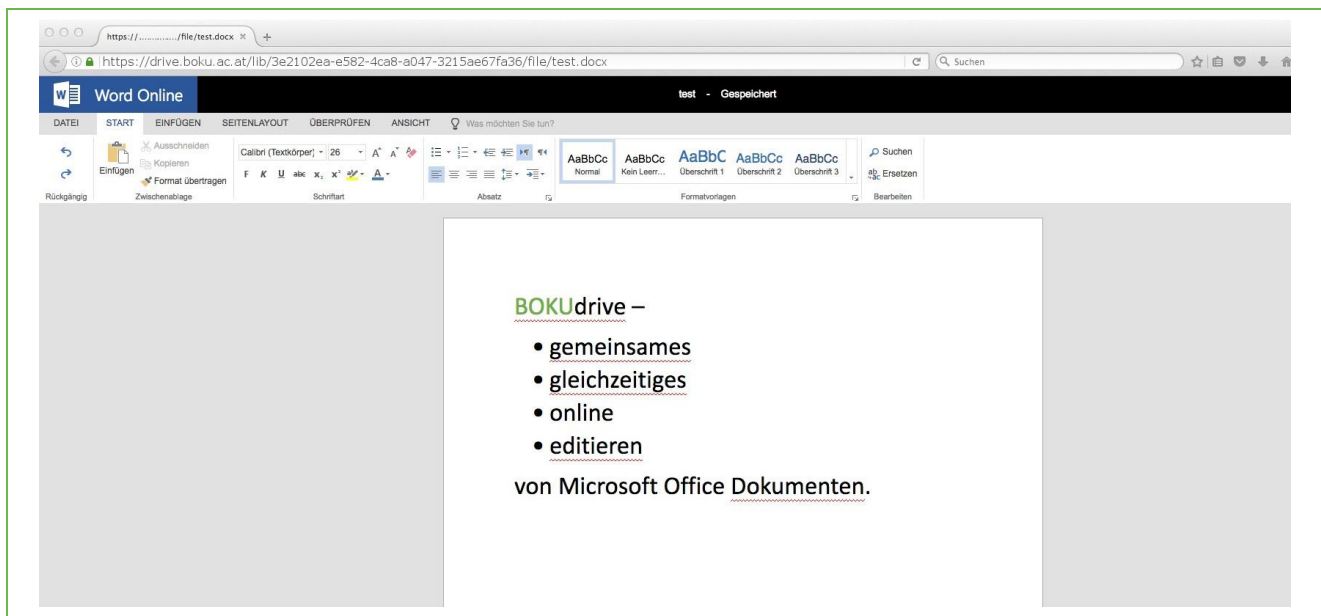 https://............../file/test.docx × +
https://drive.boku.ac.at/lib/3e2102ea-e582-4ca8-a047-3215ae67fa36/file/test.docx Suchen
Word Online test - Gespeichert
DATEI START EINFÜGEN SEITENLAYOUT ÜBERPRÜFEN ANSICHT Was möchten Sie tun?
Einfügen Ausschneiden
Kopieren
Format übertragen
Calibri (Textkörper) 26
F K U abc x₂ x²
AaBbCc AaBbCc AaBbC AaBbCc AaBbCc
Normal Kein Leerr... Überschrift 1 Überschrift 2 Überschrift 3
Suchen
Ersetzen
Rückgängig Zwischenablage Schriftart Absatz Formatvorlagen Bearbeiten
BOKUdrive –
• gemeinsames
• gleichzeitiges
• online
• editieren
von Microsoft Office Dokumenten.